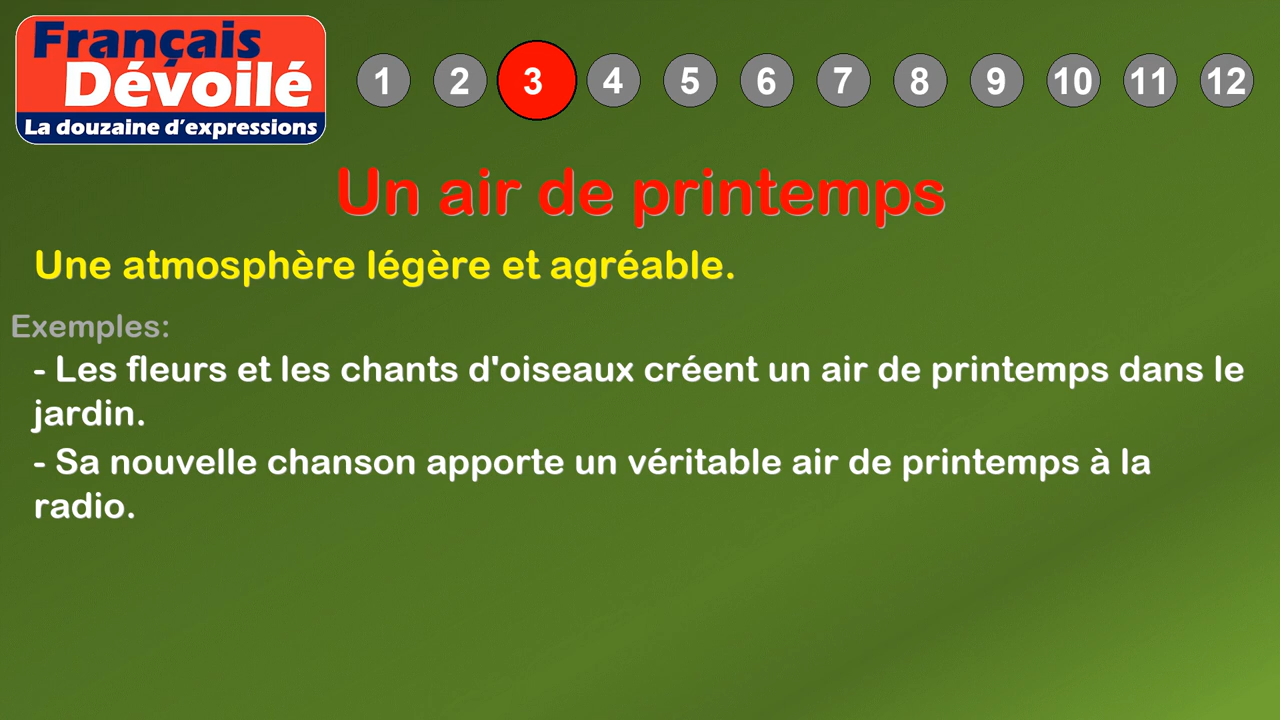 Français
Dévoilé
La douzaine d'expressions
1 2 3 4 5 6 7 8 9 10 11 12
Un air de printemps
Une atmosphère légère et agréable.
Exemples:
- Les fleurs et les chants d'oiseaux créent un air de printemps dans le
jardin.
- Sa nouvelle chanson apporte un véritable air de printemps à la
radio.